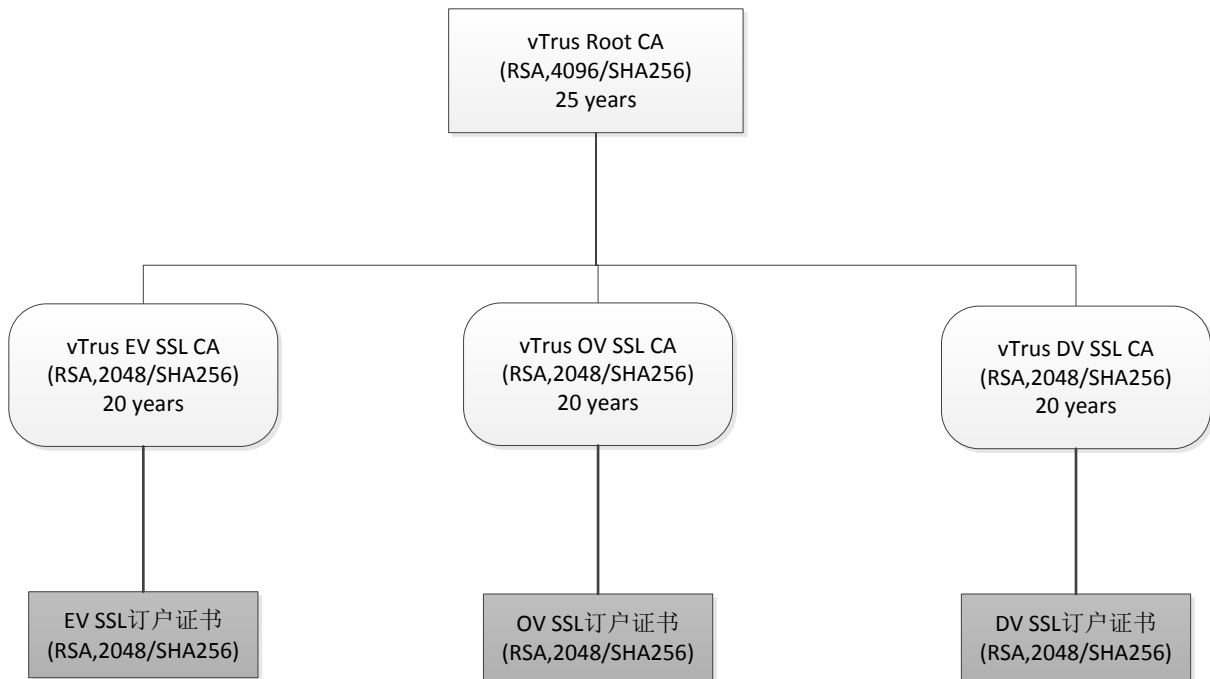 vTrus Root CA
(RSA,4096/SHA256)
25 years
vTrus EV SSL CA
(RSA,2048/SHA256)
20 years
vTrus OV SSL CA
(RSA,2048/SHA256)
20 years
vTrus DV SSL CA
(RSA,2048/SHA256)
20 years
EV SSL订户证书
(RSA,2048/SHA256)
OV SSL订户证书
(RSA,2048/SHA256)
DV SSL订户证书
(RSA,2048/SHA256)